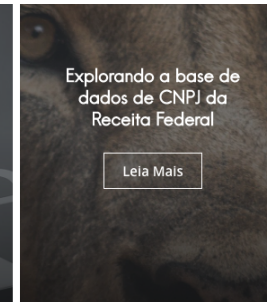 Explorando a base de
dados de CNPJ da
Receita Federal
Leia Mais